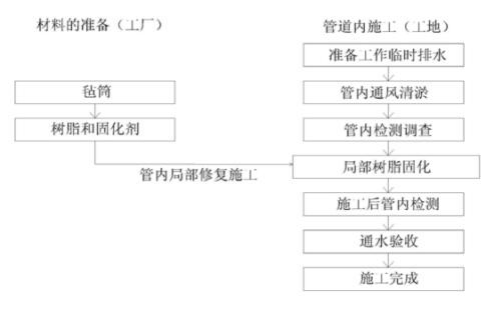 材料的准备（工厂）
毡筒
树脂和固化剂
管内局部修复施工
管道内施工（工地）
准备工作临时排水
管内通风清淤
管内检测调查
局部树脂固化
施工后管内检测
通水验收
施工完成